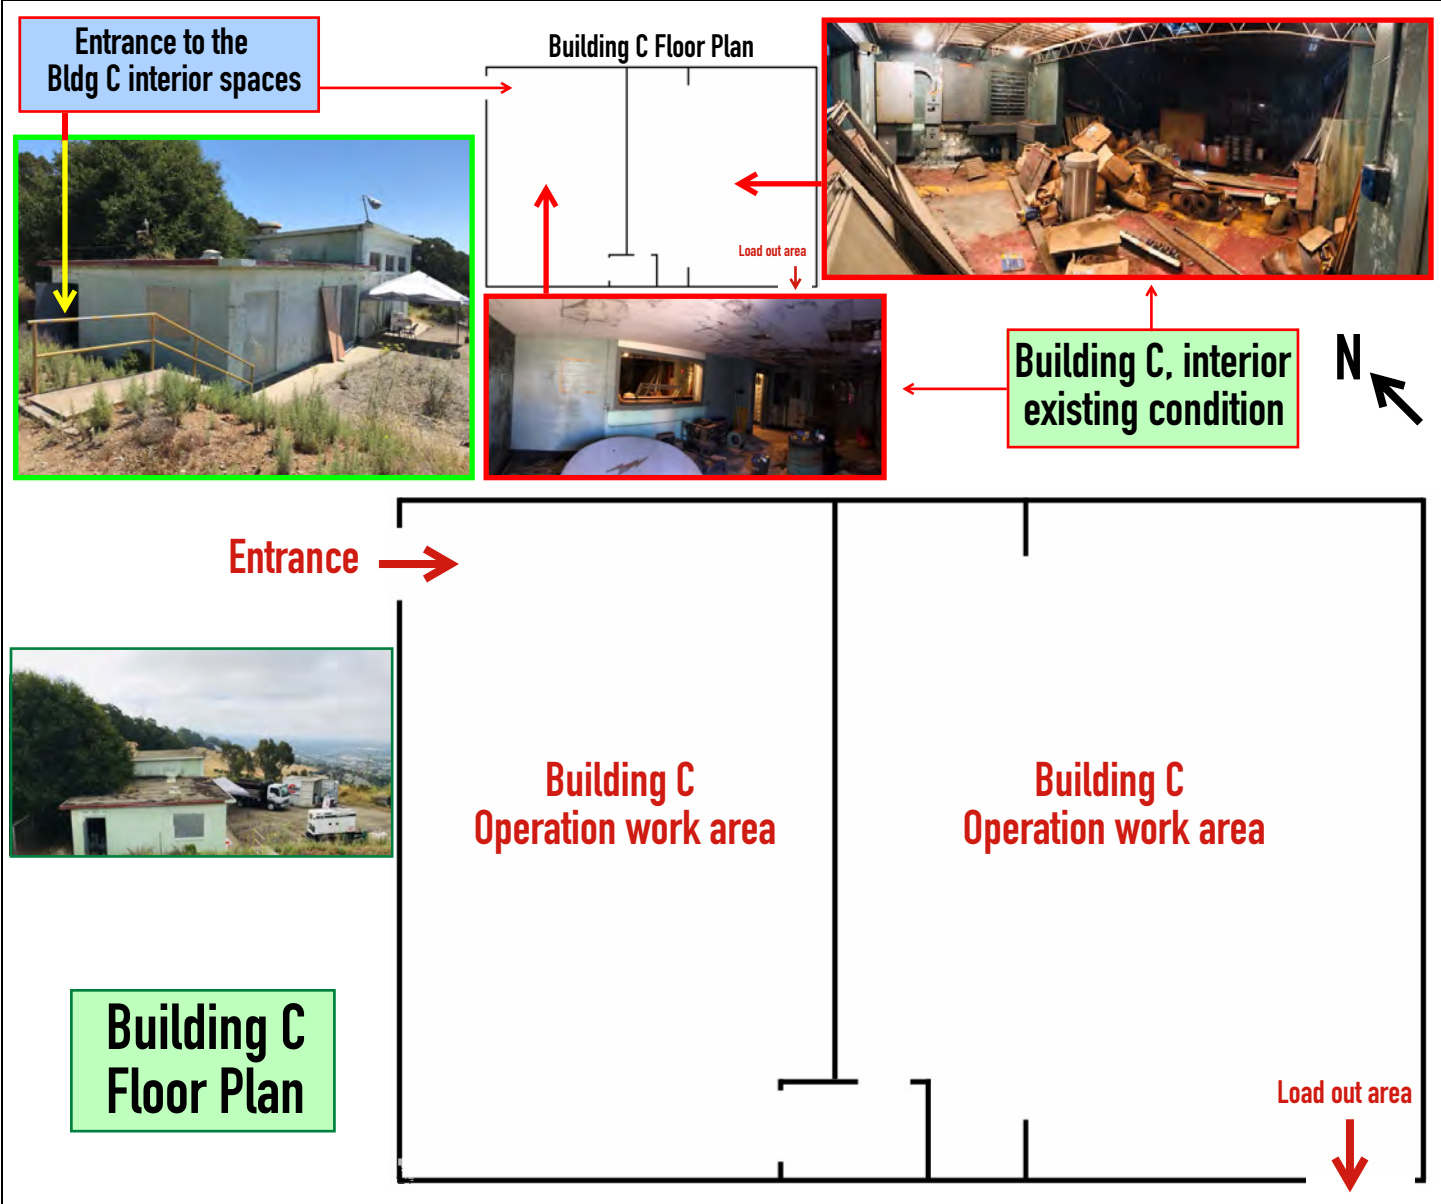 Entrance to the
Bldg C interior spaces
Building C Floor Plan
Load out area
Building C, interior
existing condition
N
Entrance
Building C
Operation work area
Building C
Operation work area
Building C
Floor Plan
Load out area